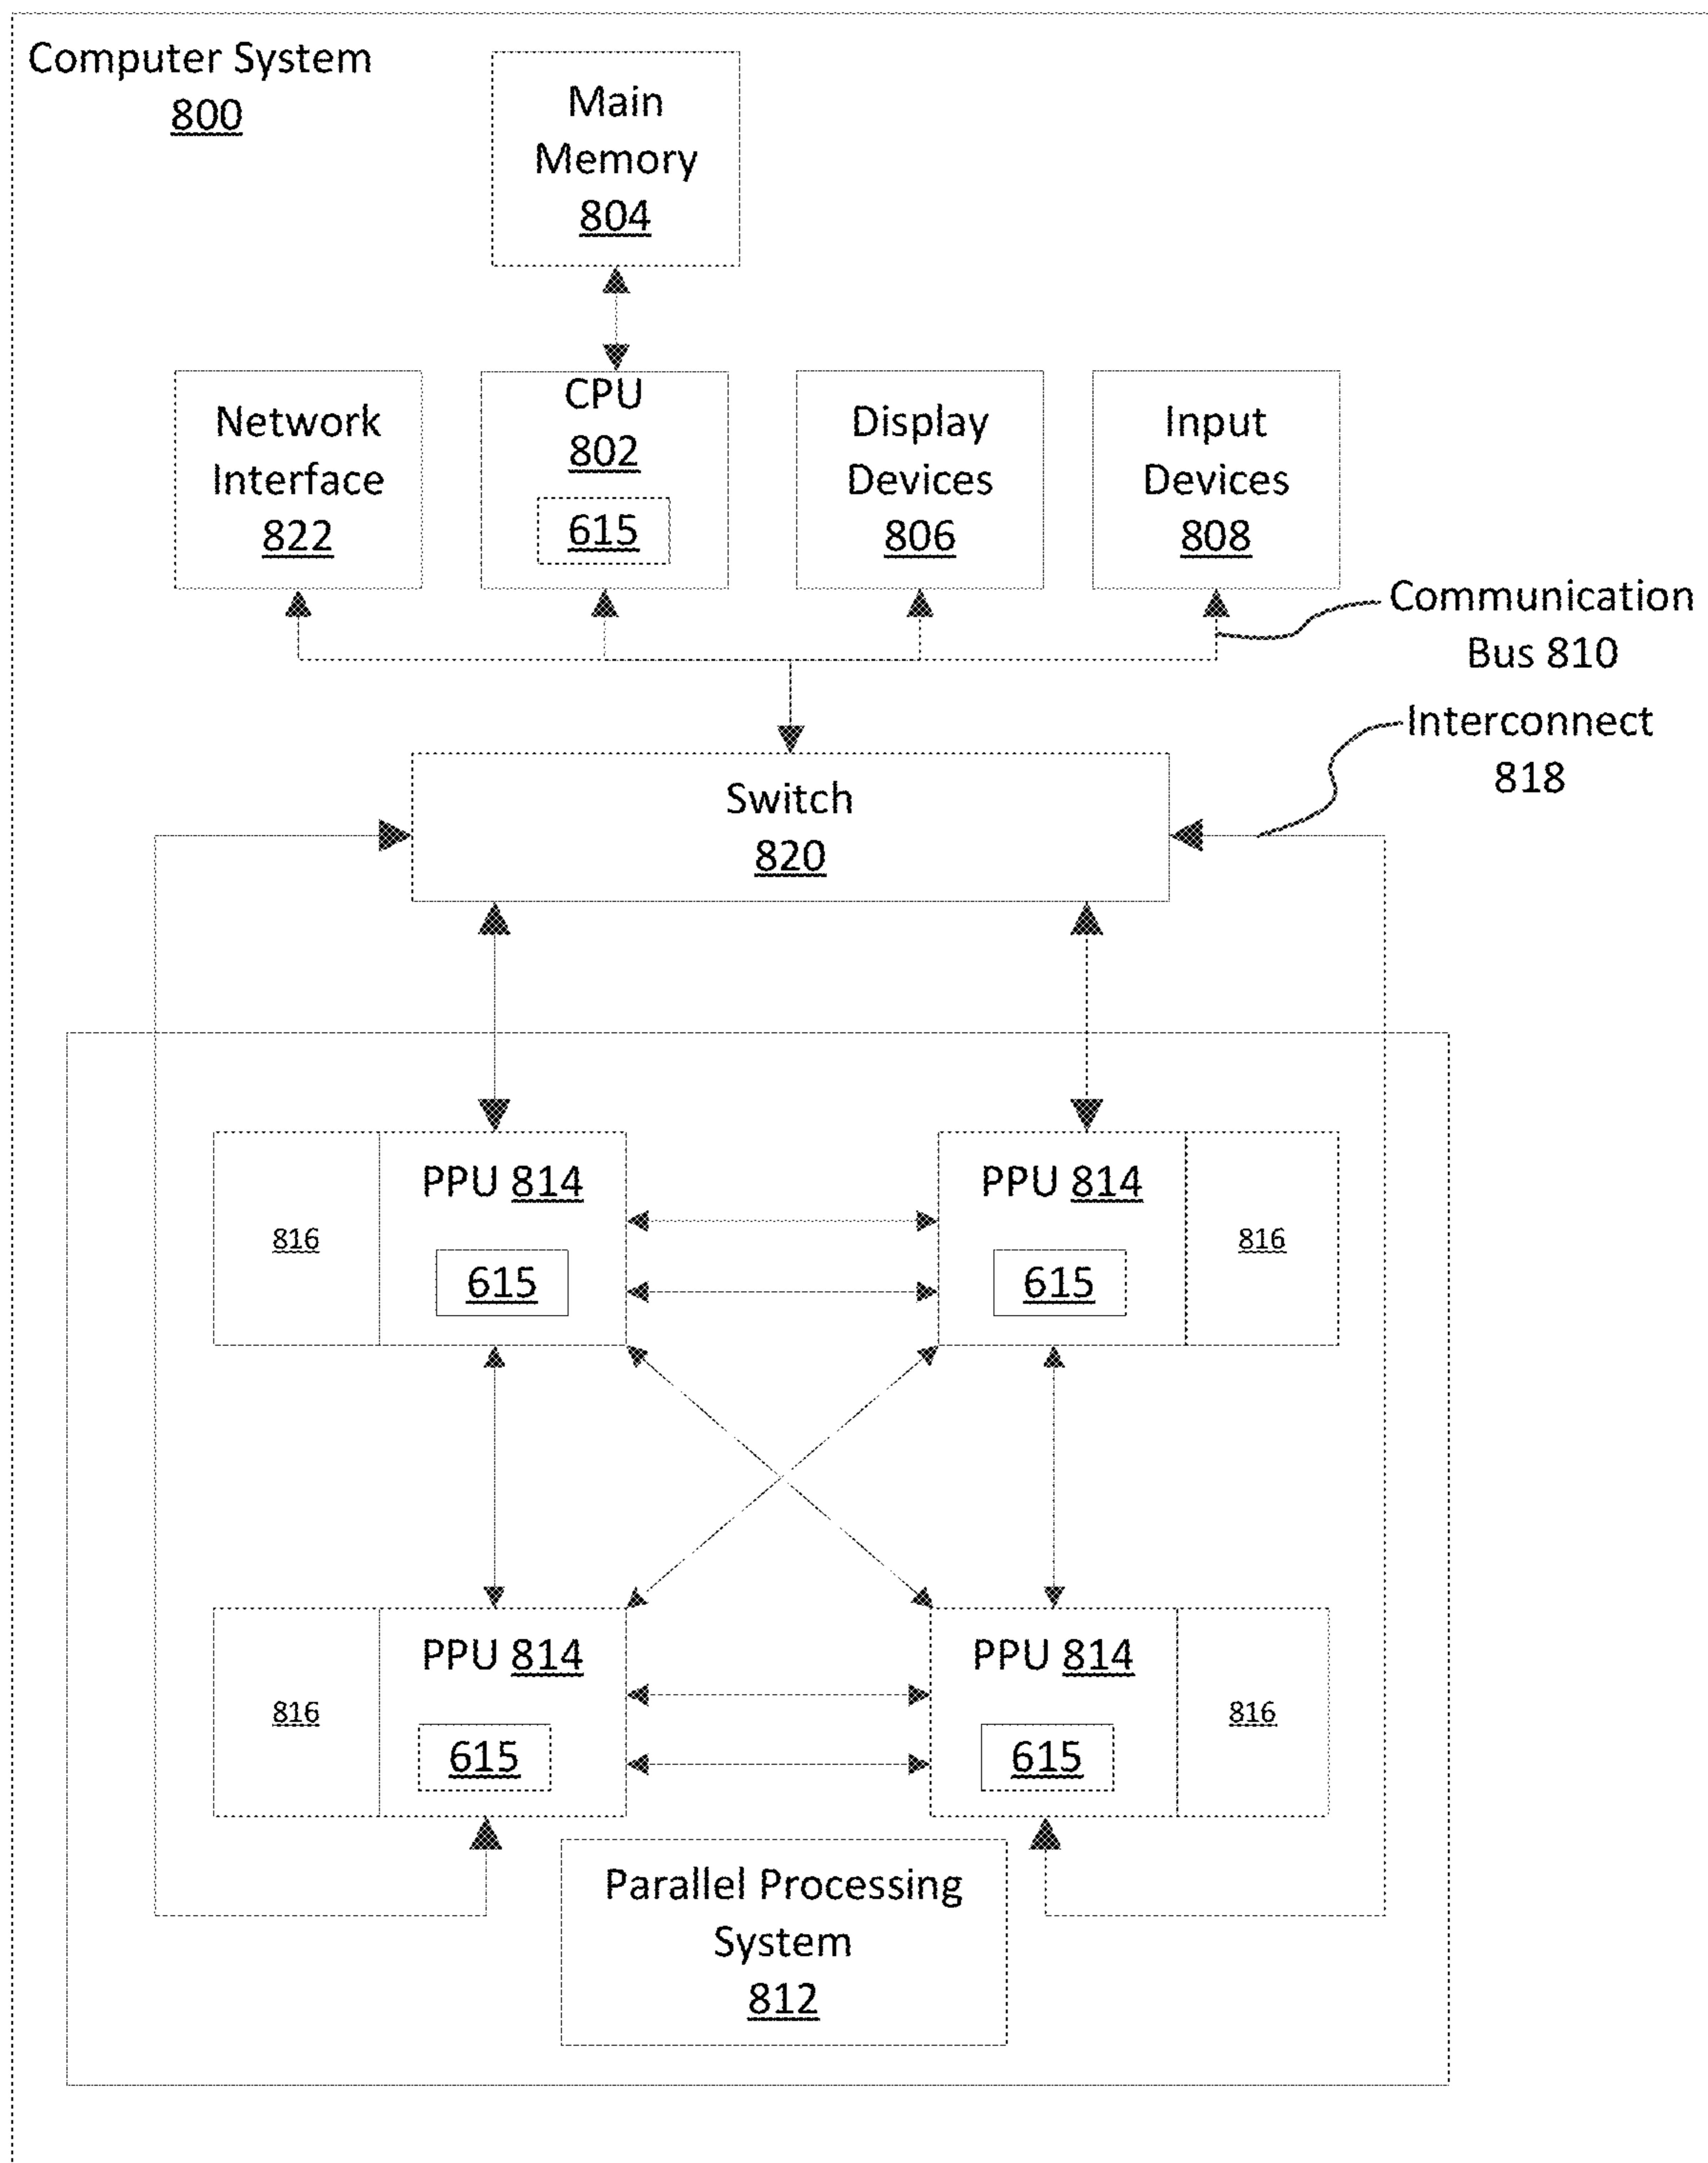 Computer System
800
Main
Memory
804
Network
Interface
822
CPU
802
615
Display
Devices
806
Input
Devices
808
Communication
Bus 810
Interconnect
818
Switch
820
816
PPU 814
615
PPU 814
615
816
816
PPU 814
615
PPU 814
615
816
Parallel Processing
System
812